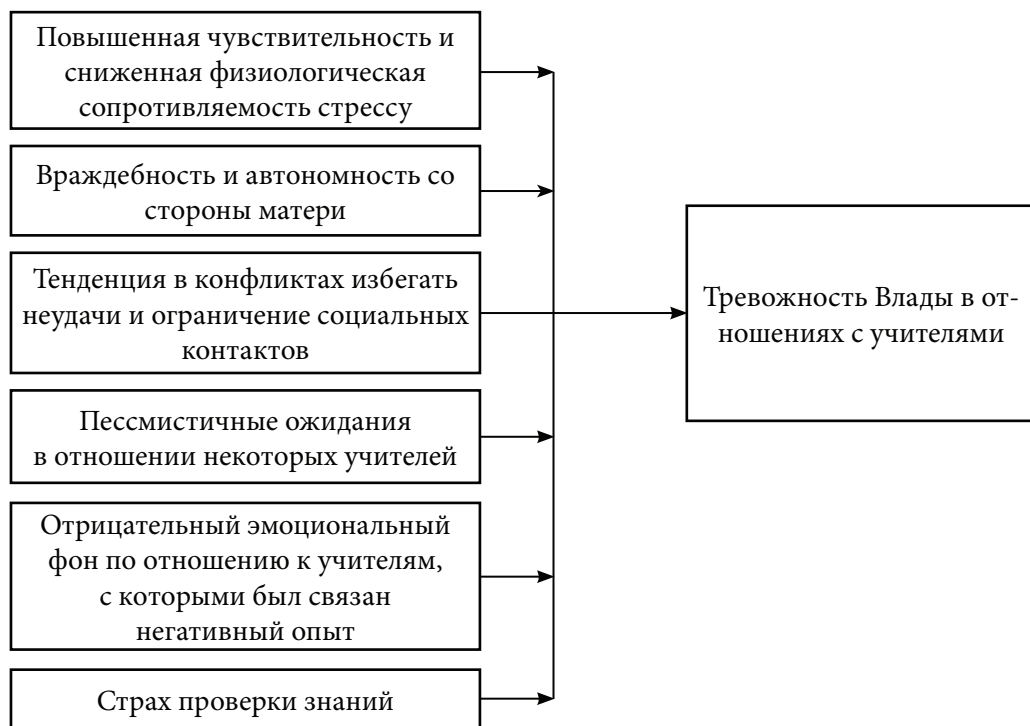 Повышенная чувствительность и
сниженная физиологическая
сопротивляемость стрессу
Враждебность и автономность со
стороны матери
Тенденция в конфликтах избегать
неудачи и ограничение социальных
контактов
Пессмистичные ожидания
в отношении некоторых учителей
Отрицательный эмоциональный
фон по отношению к учителям,
с которыми был связан
негативный опыт
Страх проверки знаний
Тревожность Влады в от-
ношениях с учителями